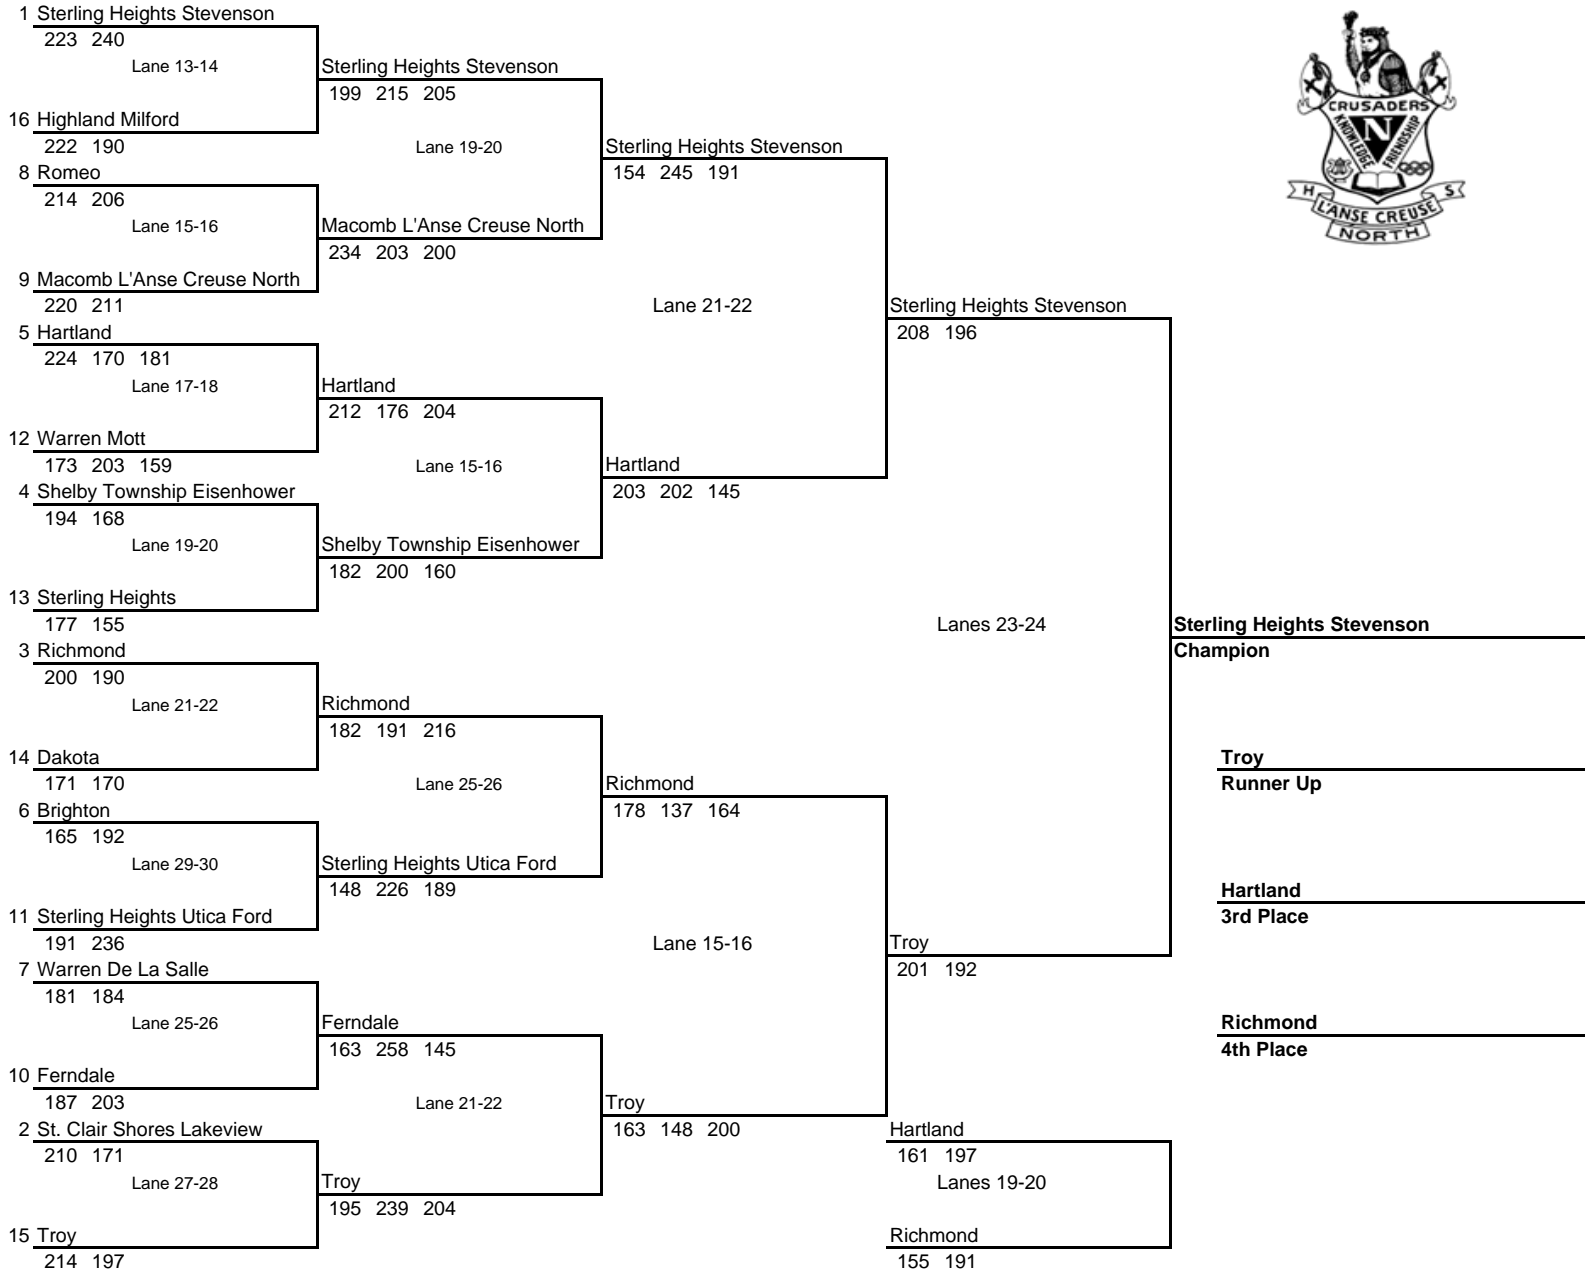 1 Sterling Heights Stevenson
223 240
Lane 13-14
16 Highland Milford
222 190
8 Romeo
214 206
Lane 15-16
9 Macomb L'Anse Creuse North
220 211
5 Hartland
224 170 181
Lane 17-18
12 Warren Mott
173 203 159
4 Shelby Township Eisenhower
194 168
Lane 19-20
13 Sterling Heights
177 155
3 Richmond
200 190
Lane 21-22
14 Dakota
171 170
6 Brighton
165 192
Lane 29-30
11 Sterling Heights Utica Ford
191 236
7 Warren De La Salle
181 184
Lane 25-26
10 Ferndale
187 203
2 St. Clair Shores Lakeview
210 171
Lane 27-28
15 Troy
214 197
Sterling Heights Stevenson
199 215 205
Lane 19-20
Macomb L'Anse Creuse North
234 203 200
Hartland
212 176 204
Lane 15-16
Shelby Township Eisenhower
182 200 160
Richmond
182 191 216
Lane 25-26
Sterling Heights Utica Ford
148 226 189
Ferndale
163 258 145
Lane 21-22
Troy
195 239 204
Sterling Heights Stevenson
154 245 191
Lane 21-22
Hartland
203 202 145
Richmond
178 137 164
Lane 15-16
Troy
163 148 200
Sterling Heights Stevenson
208 196
Lanes 23-24
Troy
201 192
Hartland
161 197
Lanes 19-20
Richmond
155 191
CRUSADERS
N
KNOWLEDGE
FRIENDSHIP
H S
L'ANSE CREUSE
NORTH
Sterling Heights Stevenson
Champion
Troy
Runner Up
Hartland
3rd Place
Richmond
4th Place